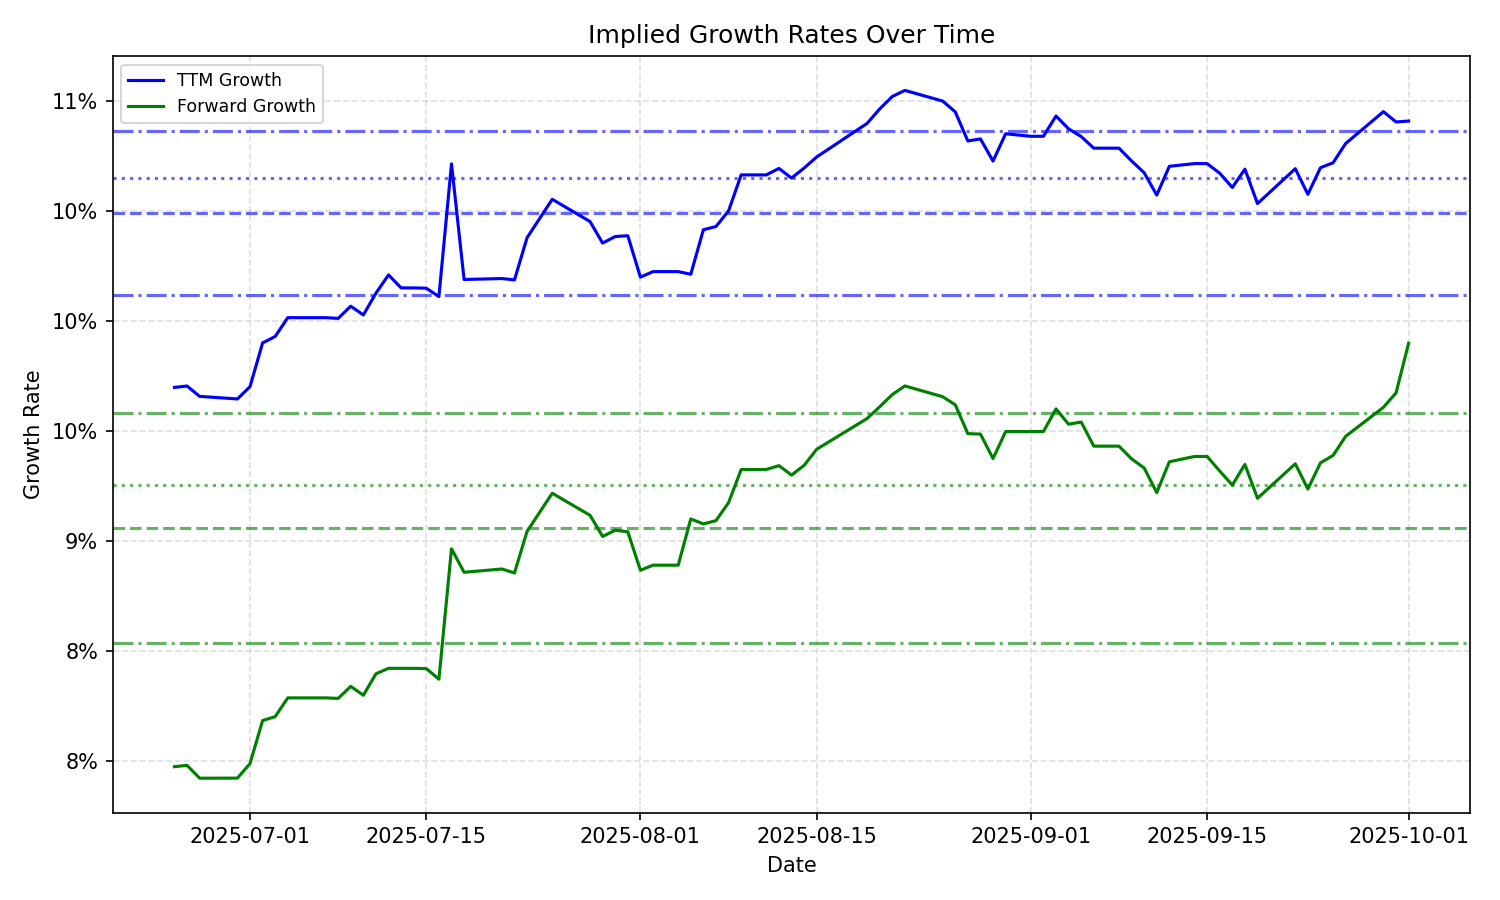 Implied Growth Rates Over Time
TTM Growth
Forward Growth
11%
10%
10%
10%
9%
8%
8%
Growth Rate
2025-07-01
2025-07-15
2025-08-01
2025-08-15
2025-09-01
2025-09-15
2025-10-01
Date